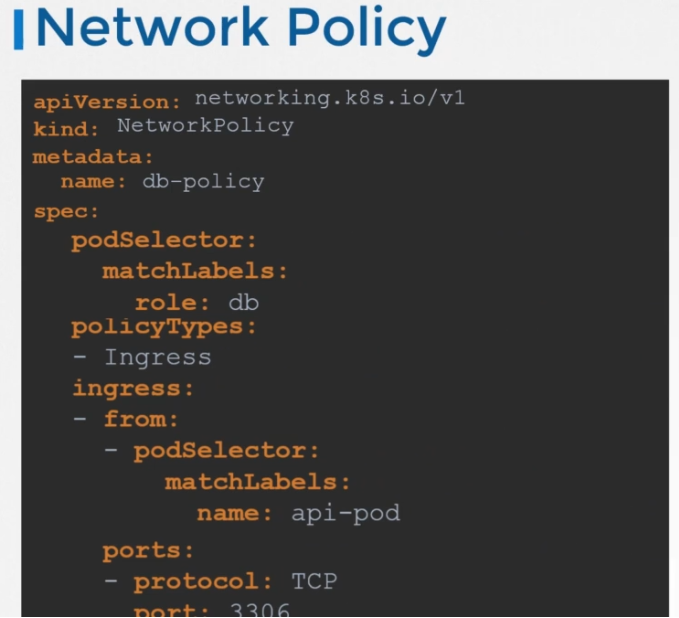 Network Policy
apiVersion: networking.k8s.io/v1
kind: NetworkPolicy
metadata:
  name: db-policy
spec:
  podSelector:
    matchLabels:
      role: db
  policyTypes:
  - Ingress
  ingress:
  - from:
    - podSelector:
        matchLabels:
          name: api-pod
    ports:
    - protocol: TCP
      port: 3306